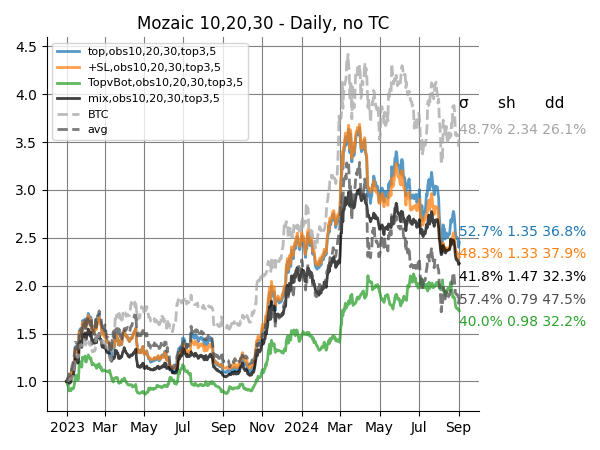 Mozaic 10,20,30 - Daily, no TC
4.5
4.0
3.5
3.0
2.5
2.0
1.5
1.0
top,obs10,20,30,top3,5
+SL,obs10,20,30,top3,5
TopvBot,obs10,20,30,top3,5
mix,obs10,20,30,top3,5
BTC
avg
σ sh dd
48.7% 2.34 26.1%
52.7% 1.35 36.8%
48.3% 1.33 37.9%
41.8% 1.47 32.3%
57.4% 0.79 47.5%
40.0% 0.98 32.2%
2023 Mar May Jul Sep Nov 2024 Mar May Jul Sep